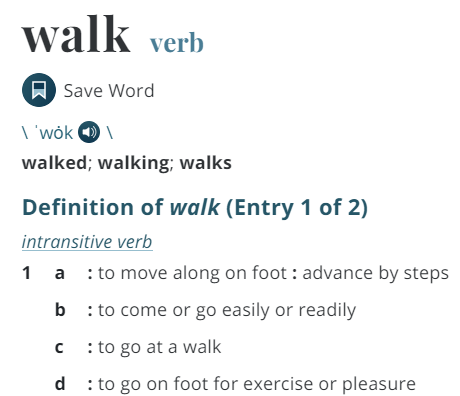 walk verb
Save Word
\ ˈwȯk \
walked; walking; walks
Definition of walk (Entry 1 of 2)
intransitive verb
1 a : to move along on foot : advance by steps
b : to come or go easily or readily
c : to go at a walk
d : to go on foot for exercise or pleasure